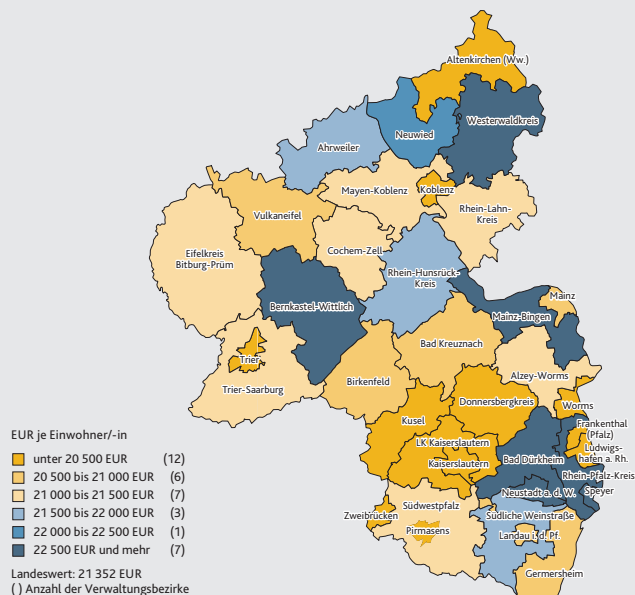 Altenkirchen (Ww.)
Westerwaldkreis
Neuwied
Ahrweiler
Mayen-Koblenz
Koblenz
Rhein-Lahn-
Kreis
Vulkaneifel
Cochem-Zell
Eifelkreis
Bitburg-Prüm
Rhein-Hunsrück-
Kreis
Bernkastel-Wittlich
Mainz
Mainz-Bingen
Bad Kreuznach
Trier
Alzey-Worms
Birkenfeld
Trier-Saarburg
Donnersbergkreis
Worms
Kusel
Frankenthal
(Pfalz)
LK Kaiserslautern
Ludwigs-
hafen a. Rh.
Bad Dürkheim
Kaiserslautern
Rhein-Pfalz-Kreis
Neustadt a. d. W.
Speyer
Südwestpfalz
Zweibrücken
Südliche Weinstraße
Pirmasens
Landau i. d. Pf.
Germersheim
EUR je Einwohner/-in
unter 20 500 EUR (12)
20 500 bis 21 000 EUR (6)
21 000 bis 21 500 EUR (7)
21 500 bis 22 000 EUR (3)
22 000 bis 22 500 EUR (1)
22 500 EUR und mehr (7)
Landeswert: 21 352 EUR
( ) Anzahl der Verwaltungsbezirke